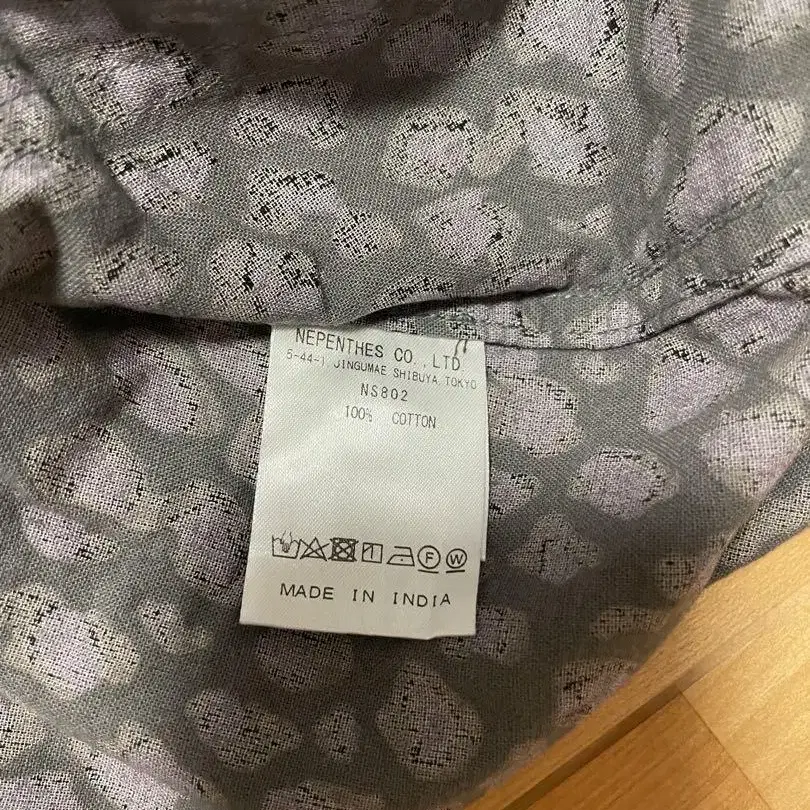 NEPENTHES CO.,LTD.
5-44-1 JINGUMAE SHIBUYA TOKYO
NS802
100% COTTON
F W
MADE IN INDIA